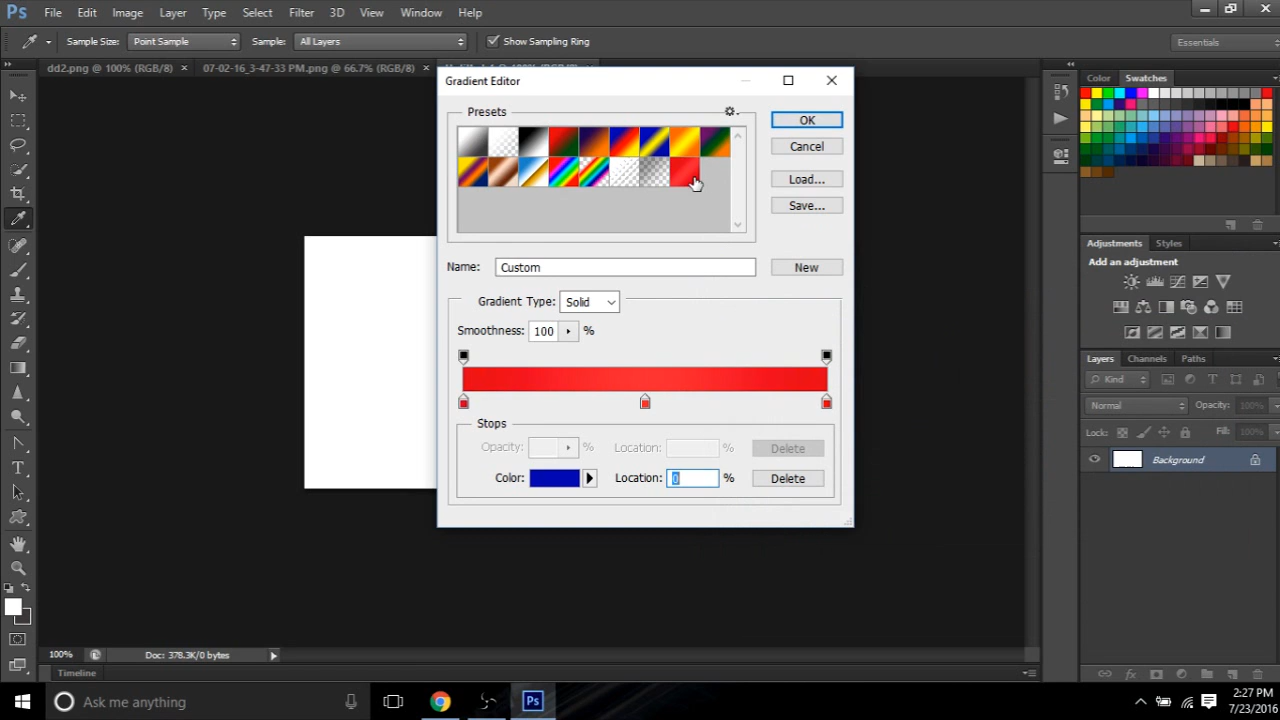 Ps File Edit Image Layer Type Select Filter 3D View Window Help
Sample Size: Point Sample Sample: All Layers Show Sampling Ring Essentials
dd2.png @ 100% (RGB/8) × 07-02-16_3-47-33 PM.png @ 66.7% (RGB/8) ×
Gradient Editor
Presets
OK
Cancel
Load...
Save...
Name: Custom New
Gradient Type: Solid
Smoothness: 100 %
Stops
Opacity: % Location: % Delete
Color: Location: 0 % Delete
Color Swatches
Adjustments Styles
Add an adjustment
Layers Channels Paths
Kind
Normal Opacity: 100%
Lock: Fill: 100%
Background
100% Doc: 378.3K/0 bytes
Timeline
Ask me anything
Ps
2:27 PM
7/23/2016